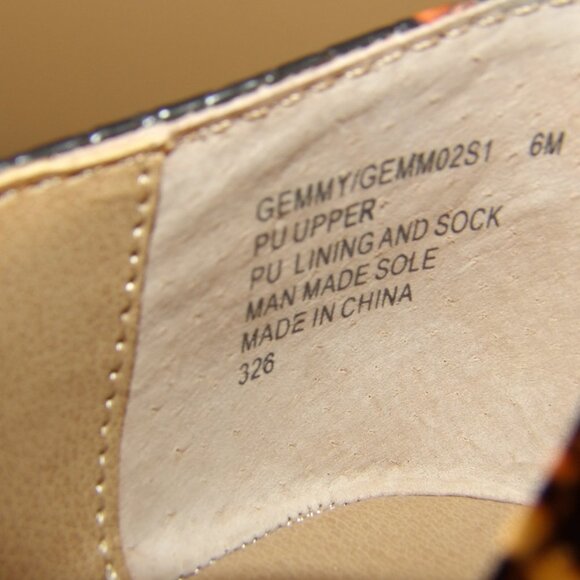 GEMMY/GEMM02S1 6M
PU UPPER
PU LINING AND SOCK
MAN MADE SOLE
MADE IN CHINA
326